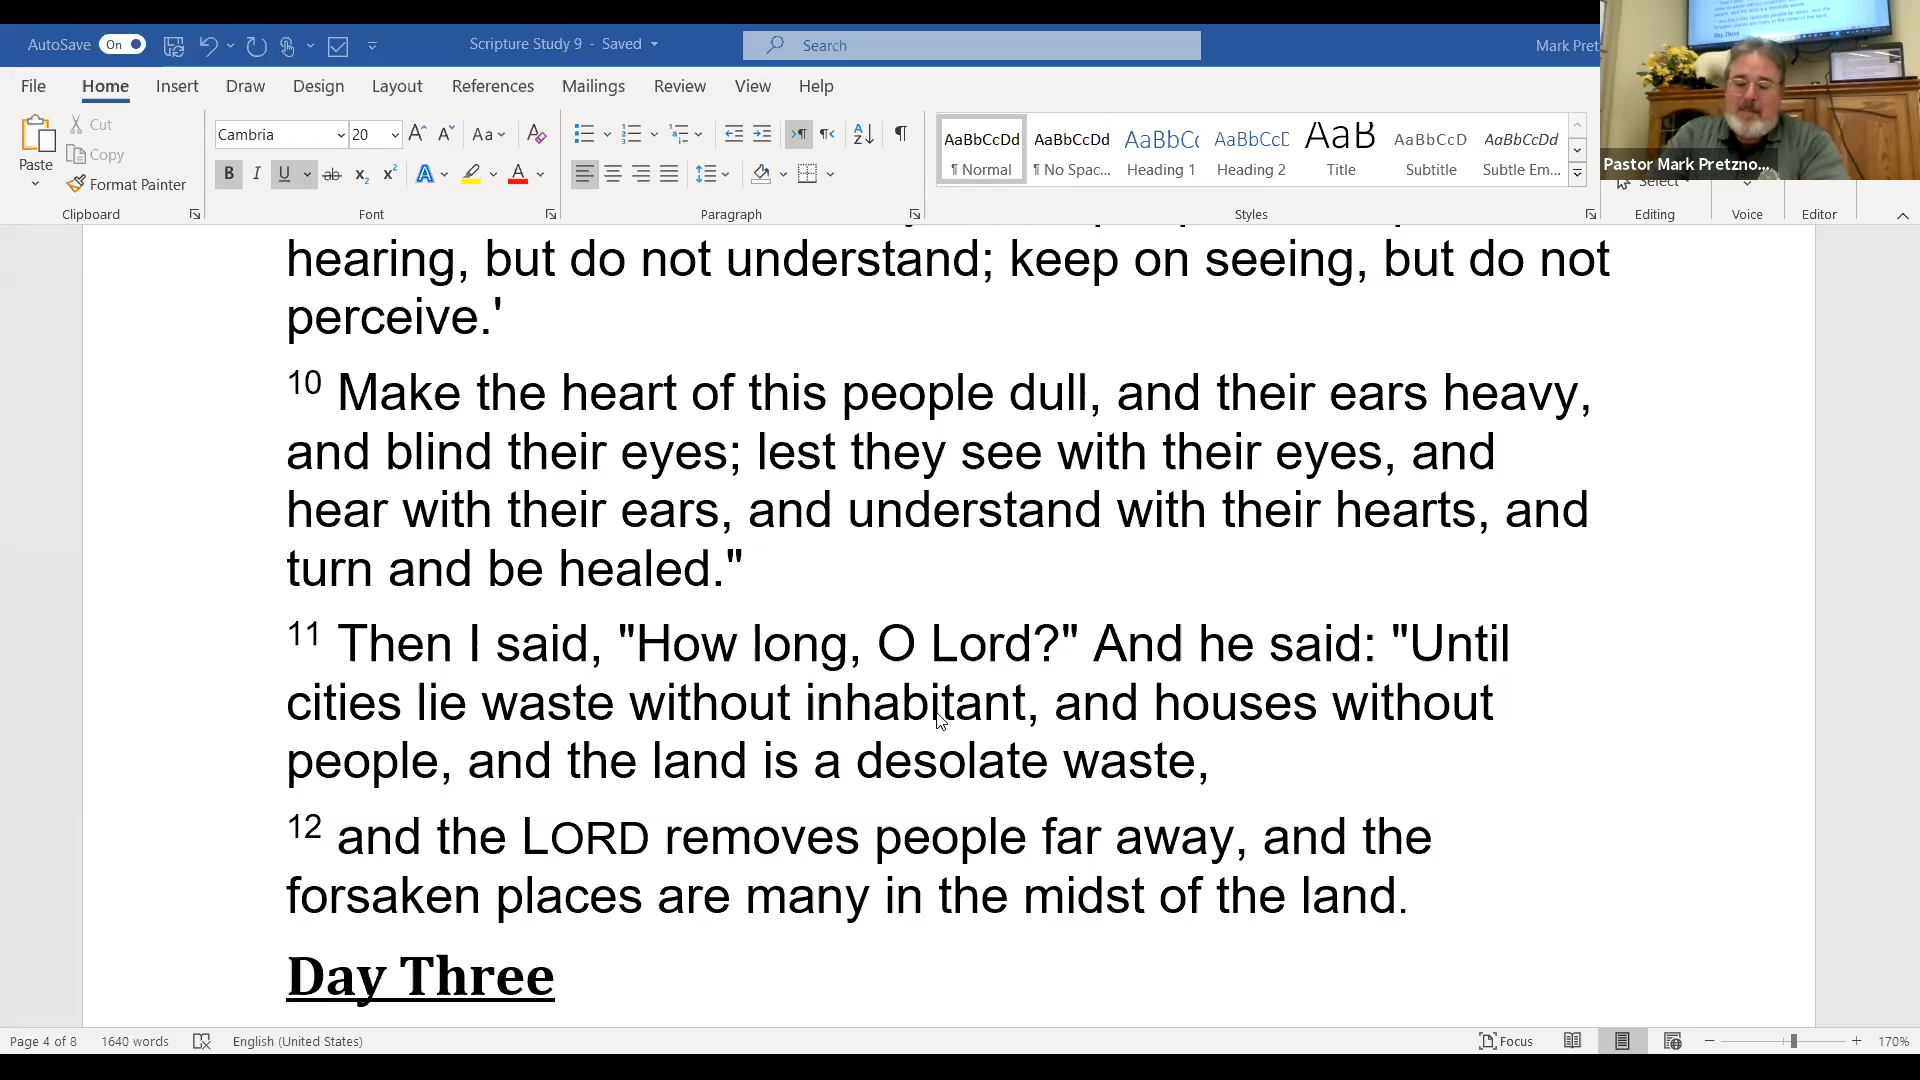 AutoSave On Scripture Study 9 - Saved Search Mark Pret
File Home Insert Draw Design Layout References Mailings Review View Help
Paste Cut Copy Format Painter
Cambria 20 Aa
B I U ab x₂ x² A A
AaBbCcDd AaBbCcDd AaBbCc AaBbCcD AaB AaBbCcD AaBbCcDd
¶ Normal ¶ No Spac... Heading 1 Heading 2 Title Subtitle Subtle Em...
Pastor Mark Pretzno...
Select
Clipboard Font Paragraph Styles Editing Voice Editor
hearing, but do not understand; keep on seeing, but do not
perceive.'
10 Make the heart of this people dull, and their ears heavy,
and blind their eyes; lest they see with their eyes, and
hear with their ears, and understand with their hearts, and
turn and be healed."
11 Then I said, "How long, O Lord?" And he said: "Until
cities lie waste without inhabitant, and houses without
people, and the land is a desolate waste,
12 and the LORD removes people far away, and the
forsaken places are many in the midst of the land.
Day Three
Page 4 of 8 1640 words English (United States) Focus 170%